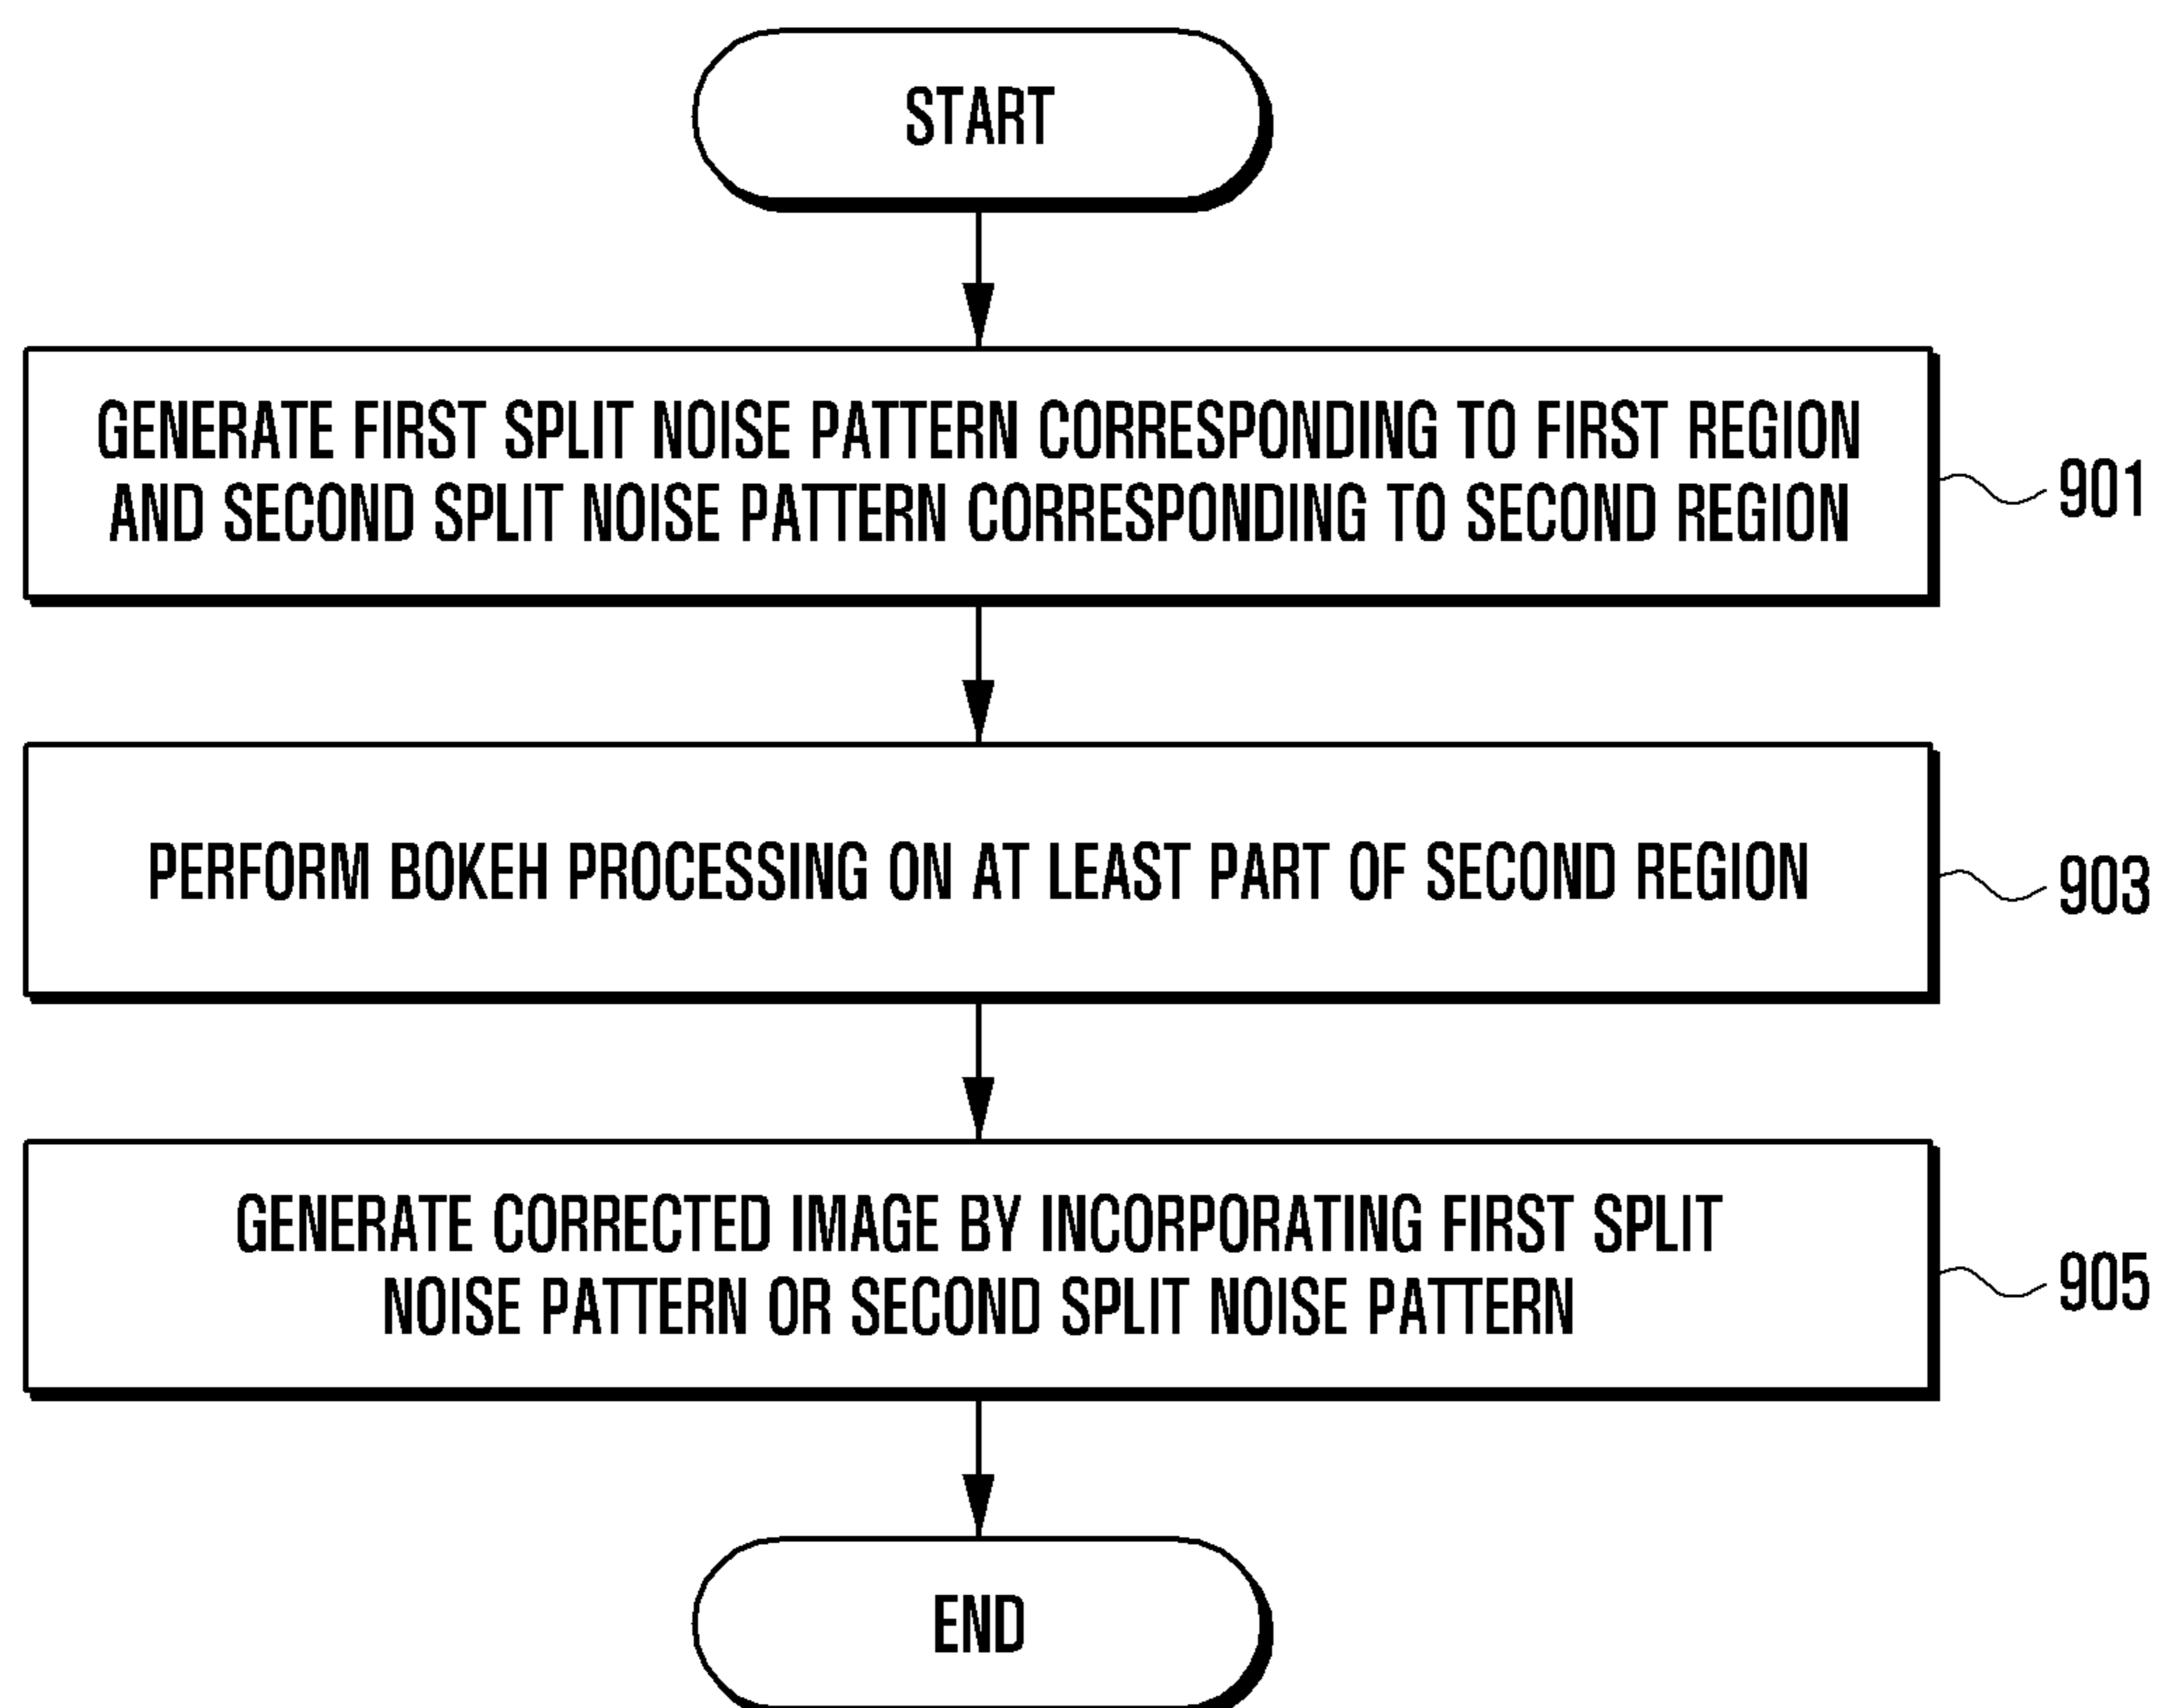 START
GENERATE FIRST SPLIT NOISE PATTERN CORRESPONDING TO FIRST REGION
AND SECOND SPLIT NOISE PATTERN CORRESPONDING TO SECOND REGION
901
PERFORM BOKEH PROCESSING ON AT LEAST PART OF SECOND REGION
903
GENERATE CORRECTED IMAGE BY INCORPORATING FIRST SPLIT
NOISE PATTERN OR SECOND SPLIT NOISE PATTERN
905
END